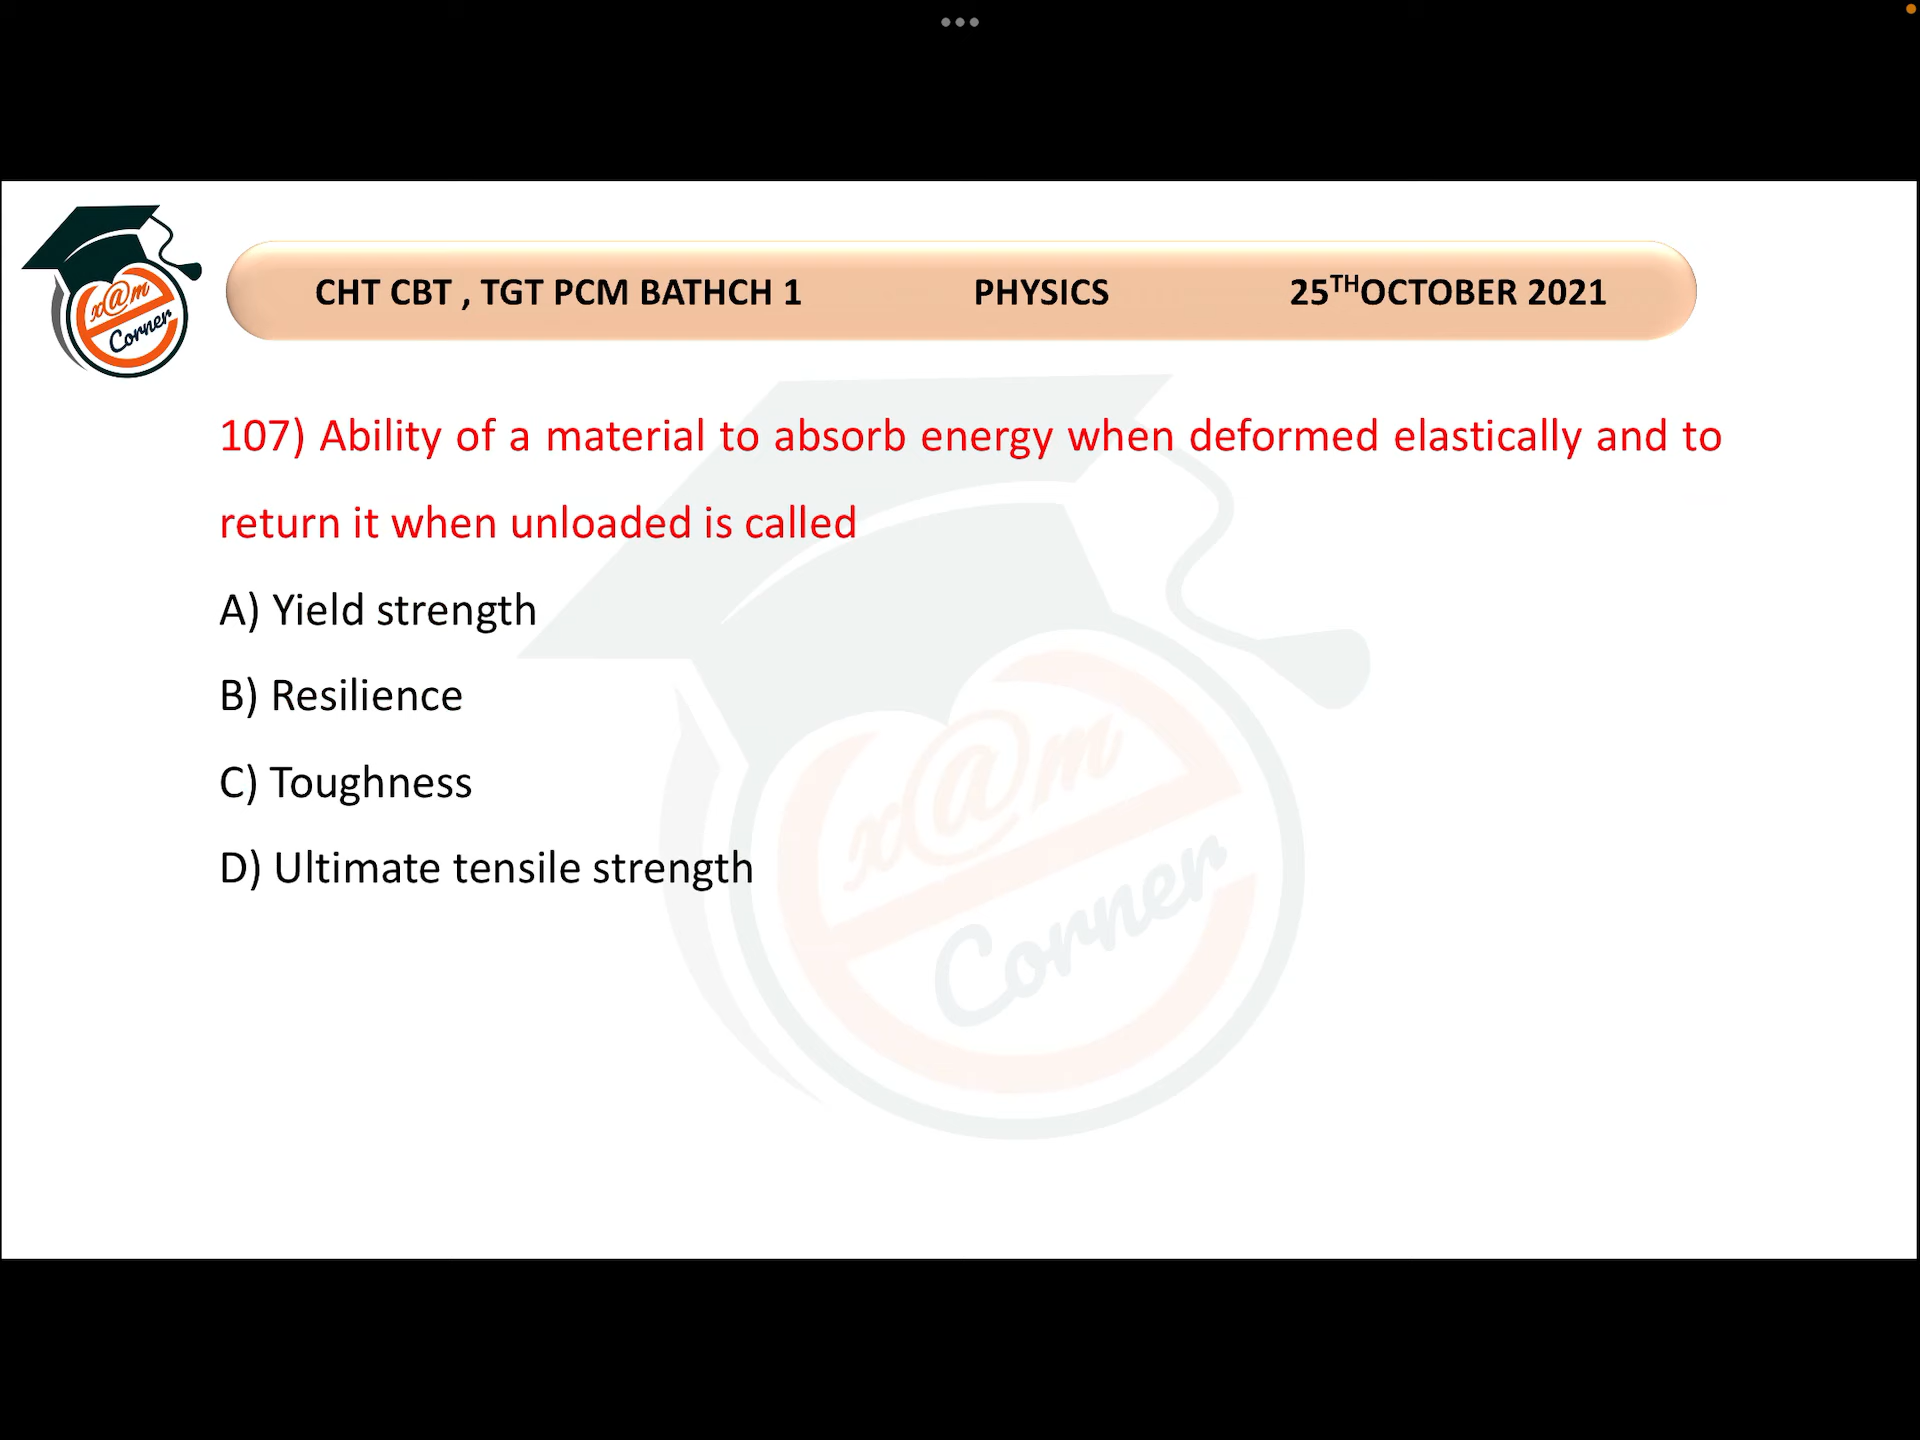 x@m
Corner
CHT CBT , TGT PCM BATHCH 1 PHYSICS 25THOCTOBER 2021
107) Ability of a material to absorb energy when deformed elastically and to
return it when unloaded is called
A) Yield strength
B) Resilience
C) Toughness
D) Ultimate tensile strength
x@m
Corner